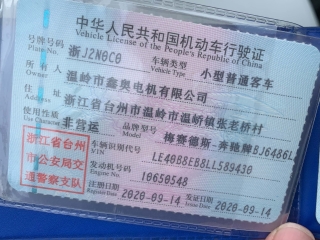 中华人民共和国机动车行驶证
Vehicle License of the People's Republic of China
号牌号码 Plate No. 浙J2N6C0 车辆类型 Vehicle Type 小型普通客车
所有人 Owner 温岭市鑫奥电机有限公司
住址 Address 浙江省台州市温岭市温峤镇张老桥村
使用性质 Use Character 非营运 品牌型号 Model 梅赛德斯-奔驰牌BJ6486L
车辆识别代号 VIN LE40B8EB8LL589430
发动机号码 Engine No. 10650548
注册日期 Register Date 2020-09-14 发证日期 Issue Date 2020-09-14
浙江省台州
市公安局交
通警察支队